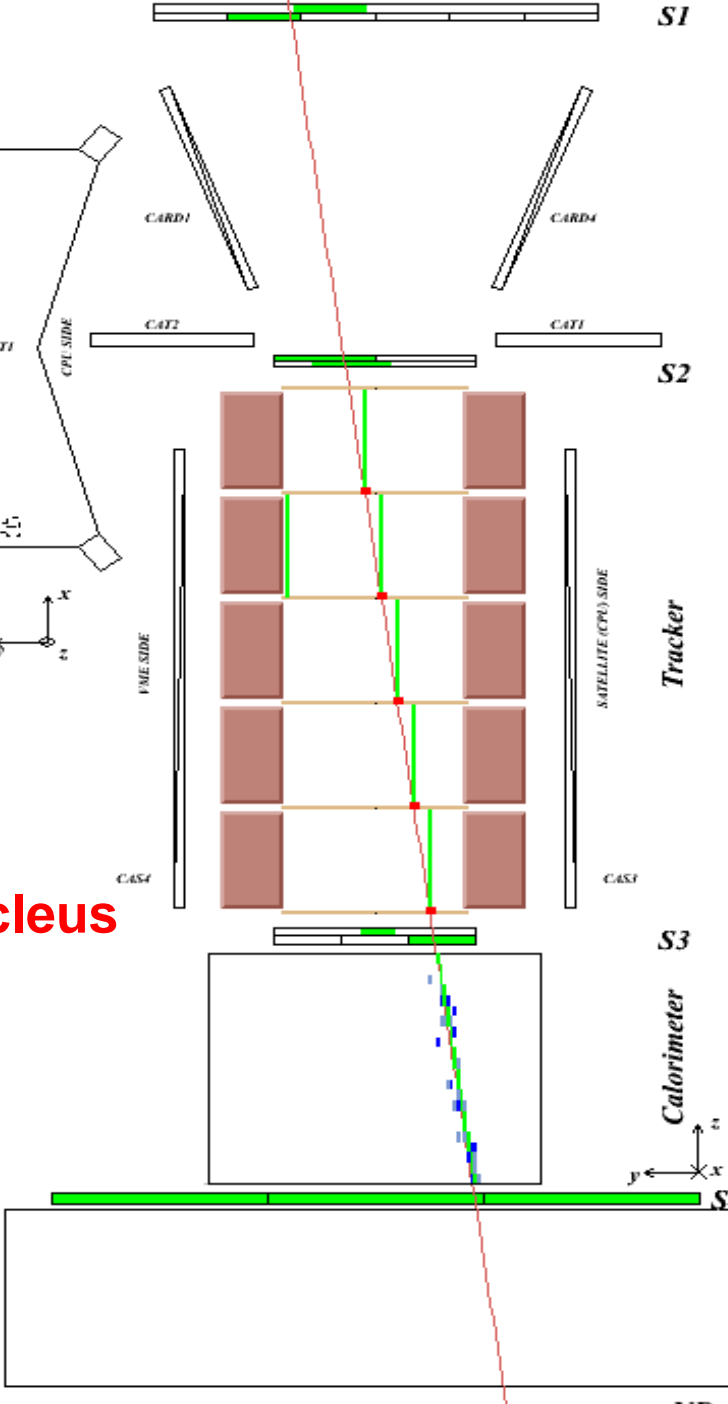 S1
CARD1
CARD4
CPU SIDE
T1
CAT2
CAT1
S2
x
z
VME SIDE
SATELLITE (CPU) SIDE
Tracker
CAS4
CAS3
cleus
S3
Calorimeter
z
y
x
S